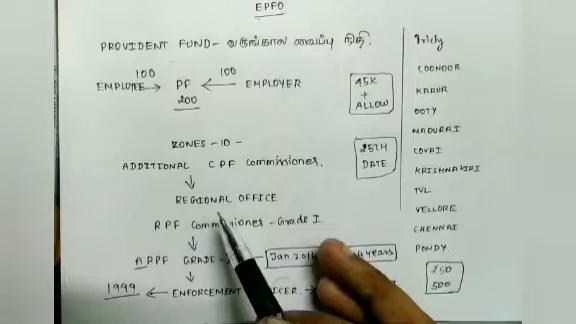 EPFO
PROVIDENT FUND - வருங்கால வைப்பு நிதி.
100 100
EMPLOYEE → PF ← EMPLOYER
200
45K
+
ALLOW
ZONES - 10 -
ADDITIONAL CPF Commissioner.
25TH
DATE
↓
REGIONAL OFFICE
RPF Commissioner - Grade I
↓
APPF GRADE Jan 201 years
↓
1999 ← ENFORCEMENT
Trichy
COONOOR
KARUR
OOTY
MADURAI
COVAI
KRISHNAGIRI
TVL
VELLORE
CHENNAI
PONDY
250
500